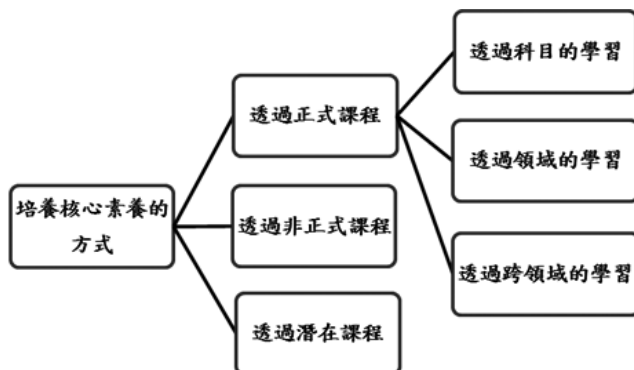 培養核心素養的
方式
透過正式課程
透過非正式課程
透過潛在課程
透過科目的學習
透過領域的學習
透過跨領域的學習